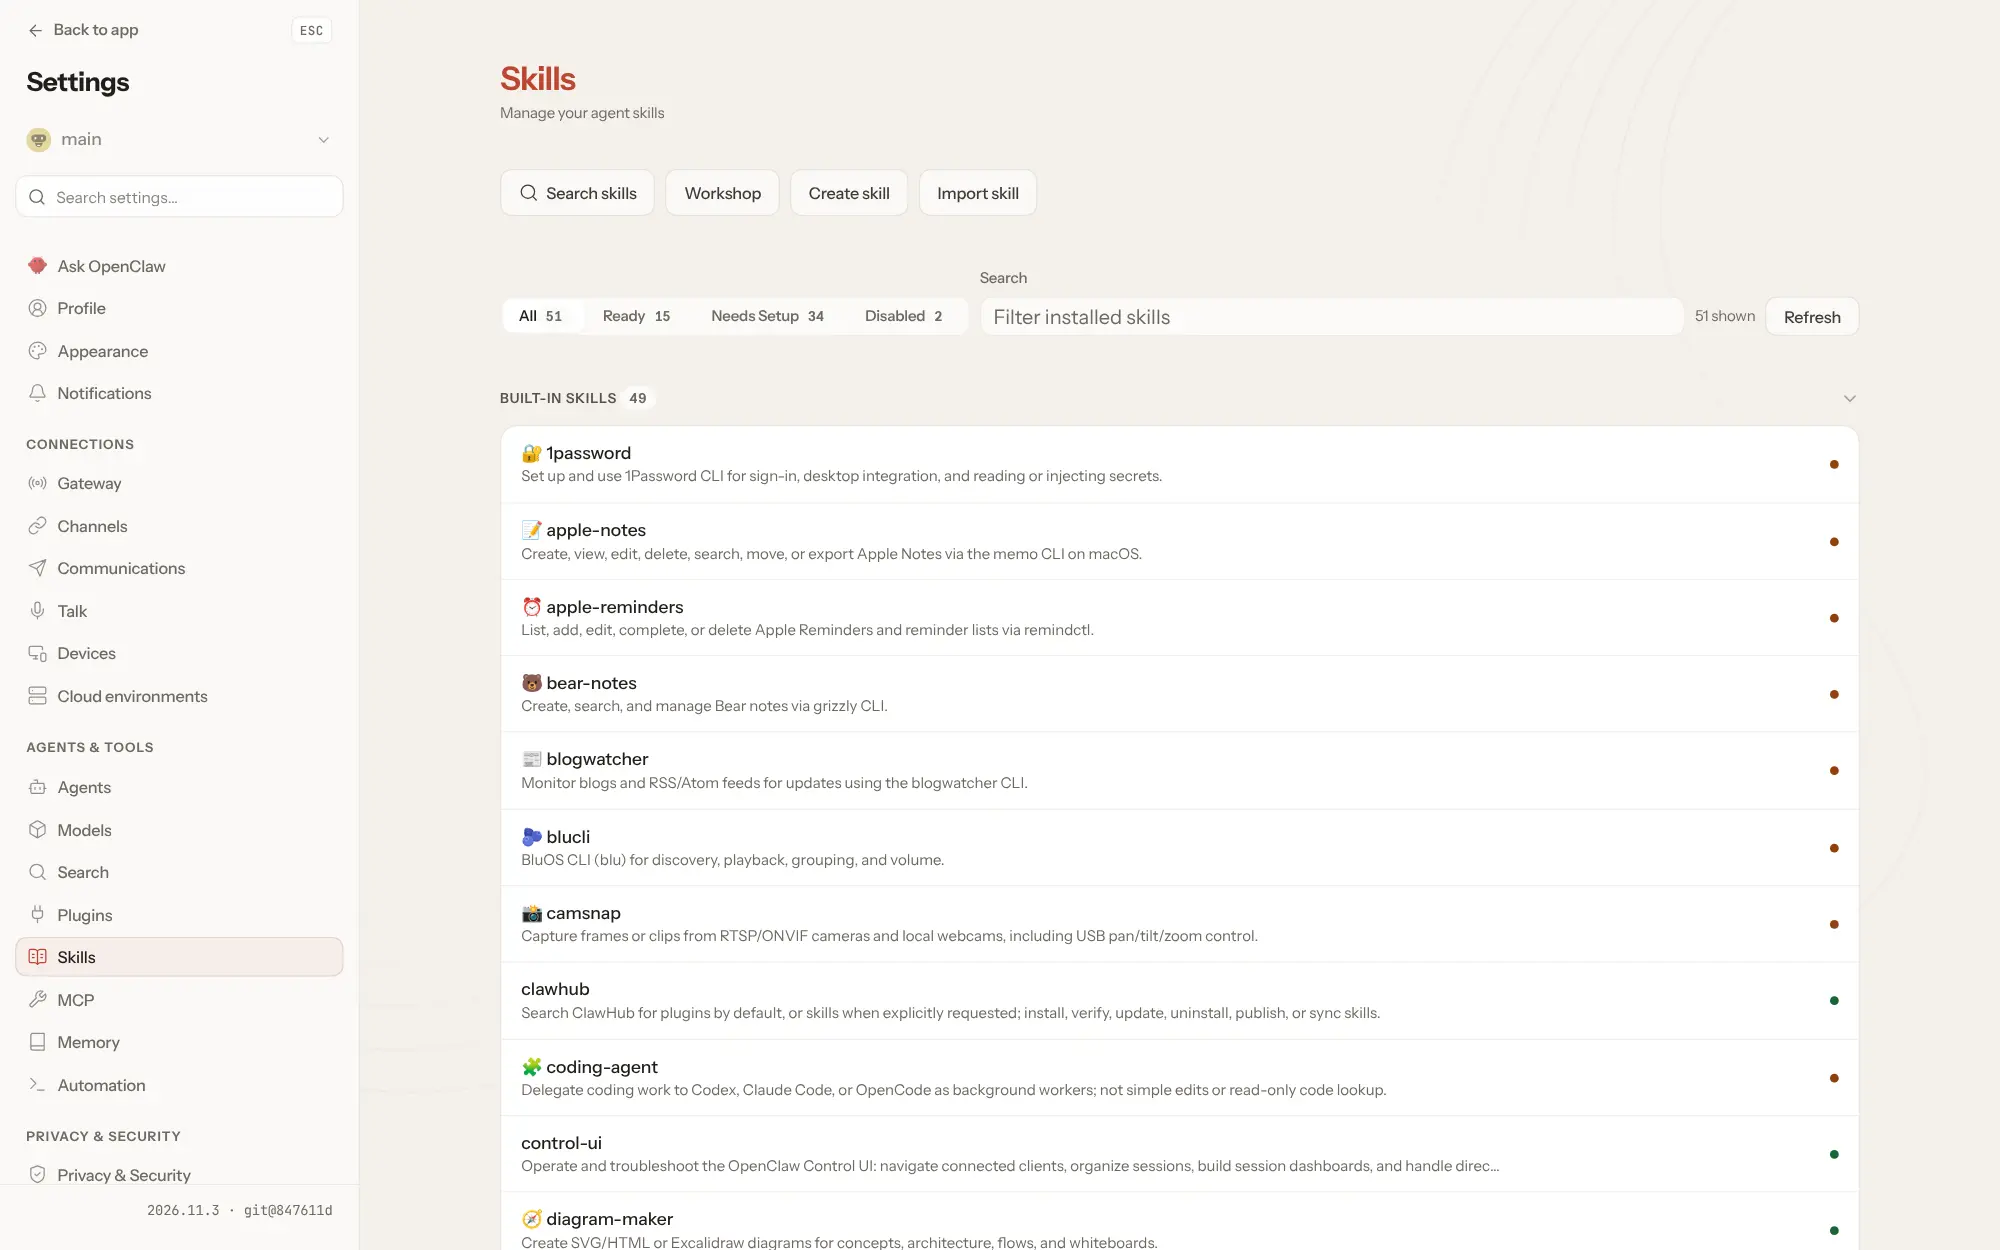 Back to app
ESC
Settings
main
Search settings...
Ask OpenClaw
Profile
Appearance
Notifications
CONNECTIONS
Gateway
Channels
Communications
Talk
Devices
Cloud environments
AGENTS & TOOLS
Agents
Models
Search
Plugins
Skills
MCP
Memory
Automation
PRIVACY & SECURITY
Privacy & Security
2026.11.3 · git@847611d
Skills
Manage your agent skills
Search skills
Workshop
Create skill
Import skill
Search
All 51
Ready 15
Needs Setup 34
Disabled 2
Filter installed skills
51 shown
Refresh
BUILT-IN SKILLS 49
1password
Set up and use 1Password CLI for sign-in, desktop integration, and reading or injecting secrets.
apple-notes
Create, view, edit, delete, search, move, or export Apple Notes via the memo CLI on macOS.
apple-reminders
List, add, edit, complete, or delete Apple Reminders and reminder lists via remindctl.
bear-notes
Create, search, and manage Bear notes via grizzly CLI.
blogwatcher
Monitor blogs and RSS/Atom feeds for updates using the blogwatcher CLI.
blucli
BluOS CLI (blu) for discovery, playback, grouping, and volume.
camsnap
Capture frames or clips from RTSP/ONVIF cameras and local webcams, including USB pan/tilt/zoom control.
clawhub
Search ClawHub for plugins by default, or skills when explicitly requested; install, verify, update, uninstall, publish, or sync skills.
coding-agent
Delegate coding work to Codex, Claude Code, or OpenCode as background workers; not simple edits or read-only code lookup.
control-ui
Operate and troubleshoot the OpenClaw Control UI: navigate connected clients, organize sessions, build session dashboards, and handle direc...
diagram-maker
Create SVG/HTML or Excalidraw diagrams for concepts, architecture, flows, and whiteboards.